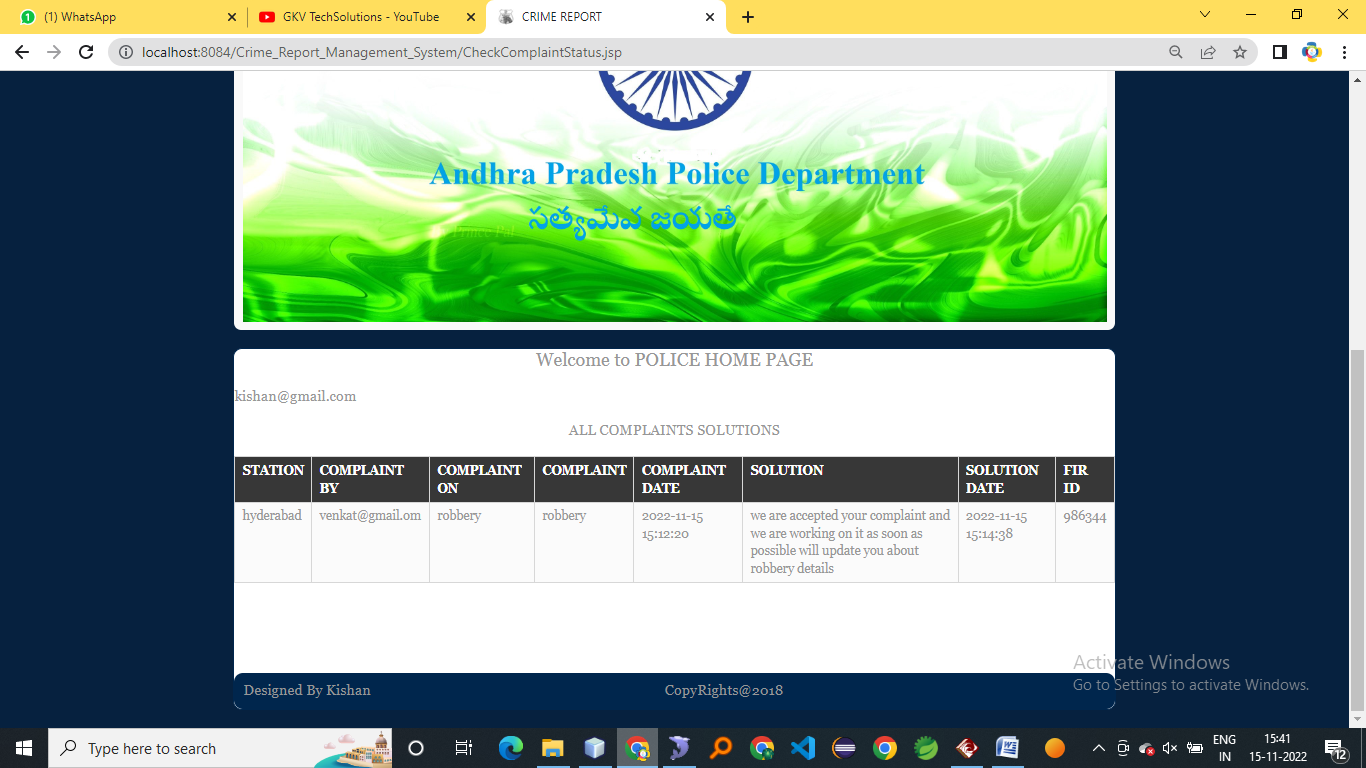 (1) WhatsApp
GKV TechSolutions - YouTube
CRIME REPORT
localhost:8084/Crime_Report_Management_System/CheckComplaintStatus.jsp
Andhra Pradesh Police Department
సత్యమేవ జయతే
Welcome to POLICE HOME PAGE
kishan@gmail.com
ALL COMPLAINTS SOLUTIONS
STATION COMPLAINT BY COMPLAINT ON COMPLAINT COMPLAINT DATE SOLUTION SOLUTION DATE FIR ID
hyderabad venkat@gmail.om robbery robbery 2022-11-15 we are accepted your complaint and 2022-11-15 986344
15:12:20 we are working on it as soon as 15:14:38
possible will update you about
robbery details
Activate Windows
Go to Settings to activate Windows.
Designed By Kishan CopyRights@2018
Type here to search
ENG 15:41
IN 15-11-2022
12